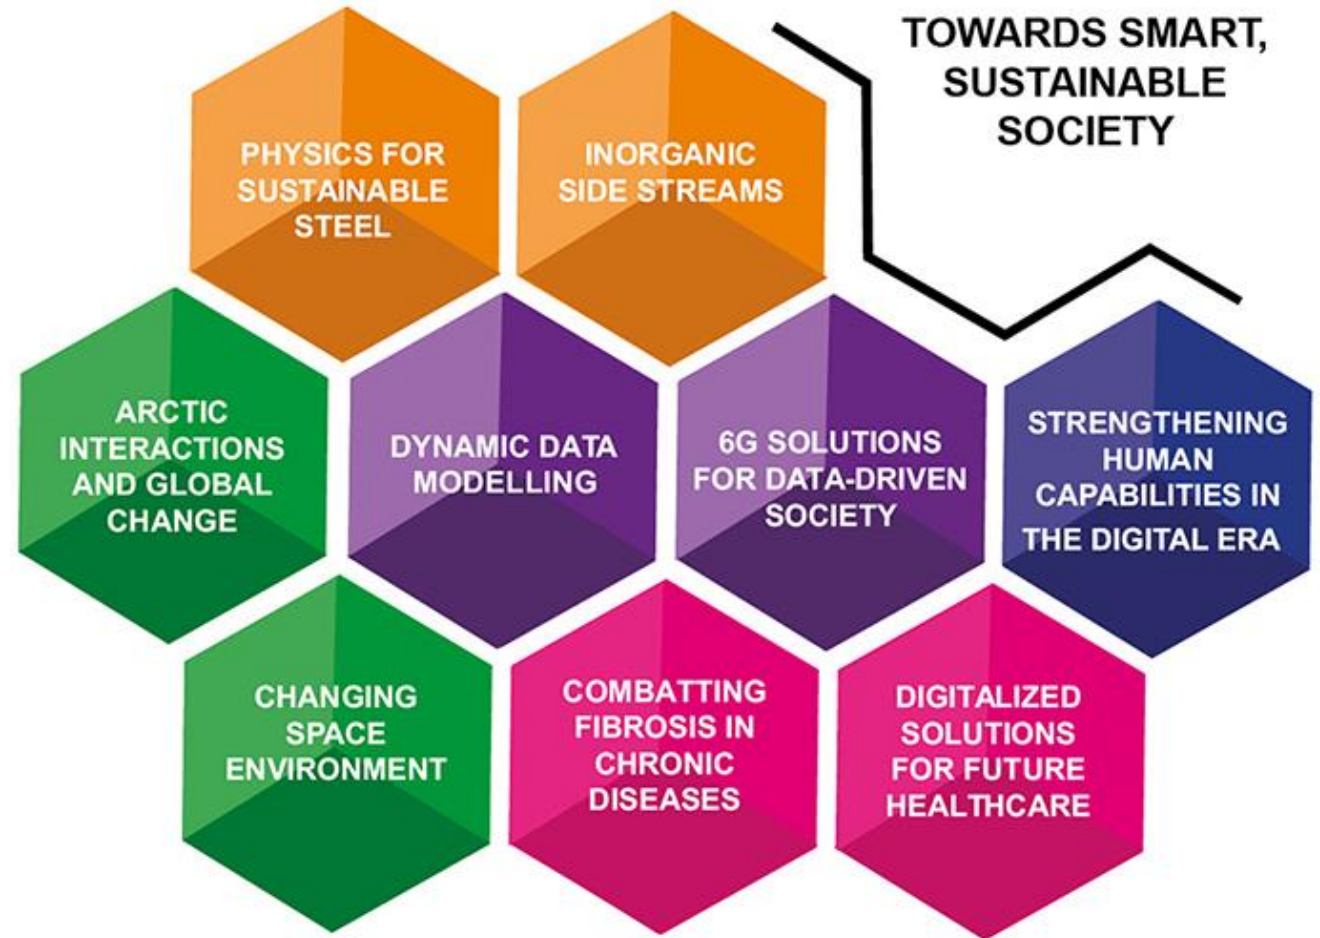 TOWARDS SMART,
SUSTAINABLE
SOCIETY
PHYSICS FOR
SUSTAINABLE
STEEL
INORGANIC
SIDE STREAMS
ARCTIC
INTERACTIONS
AND GLOBAL
CHANGE
DYNAMIC DATA
MODELLING
6G SOLUTIONS
FOR DATA-DRIVEN
SOCIETY
STRENGTHENING
HUMAN
CAPABILITIES IN
THE DIGITAL ERA
CHANGING
SPACE
ENVIRONMENT
COMBATTING
FIBROSIS IN
CHRONIC
DISEASES
DIGITALIZED
SOLUTIONS
FOR FUTURE
HEALTHCARE